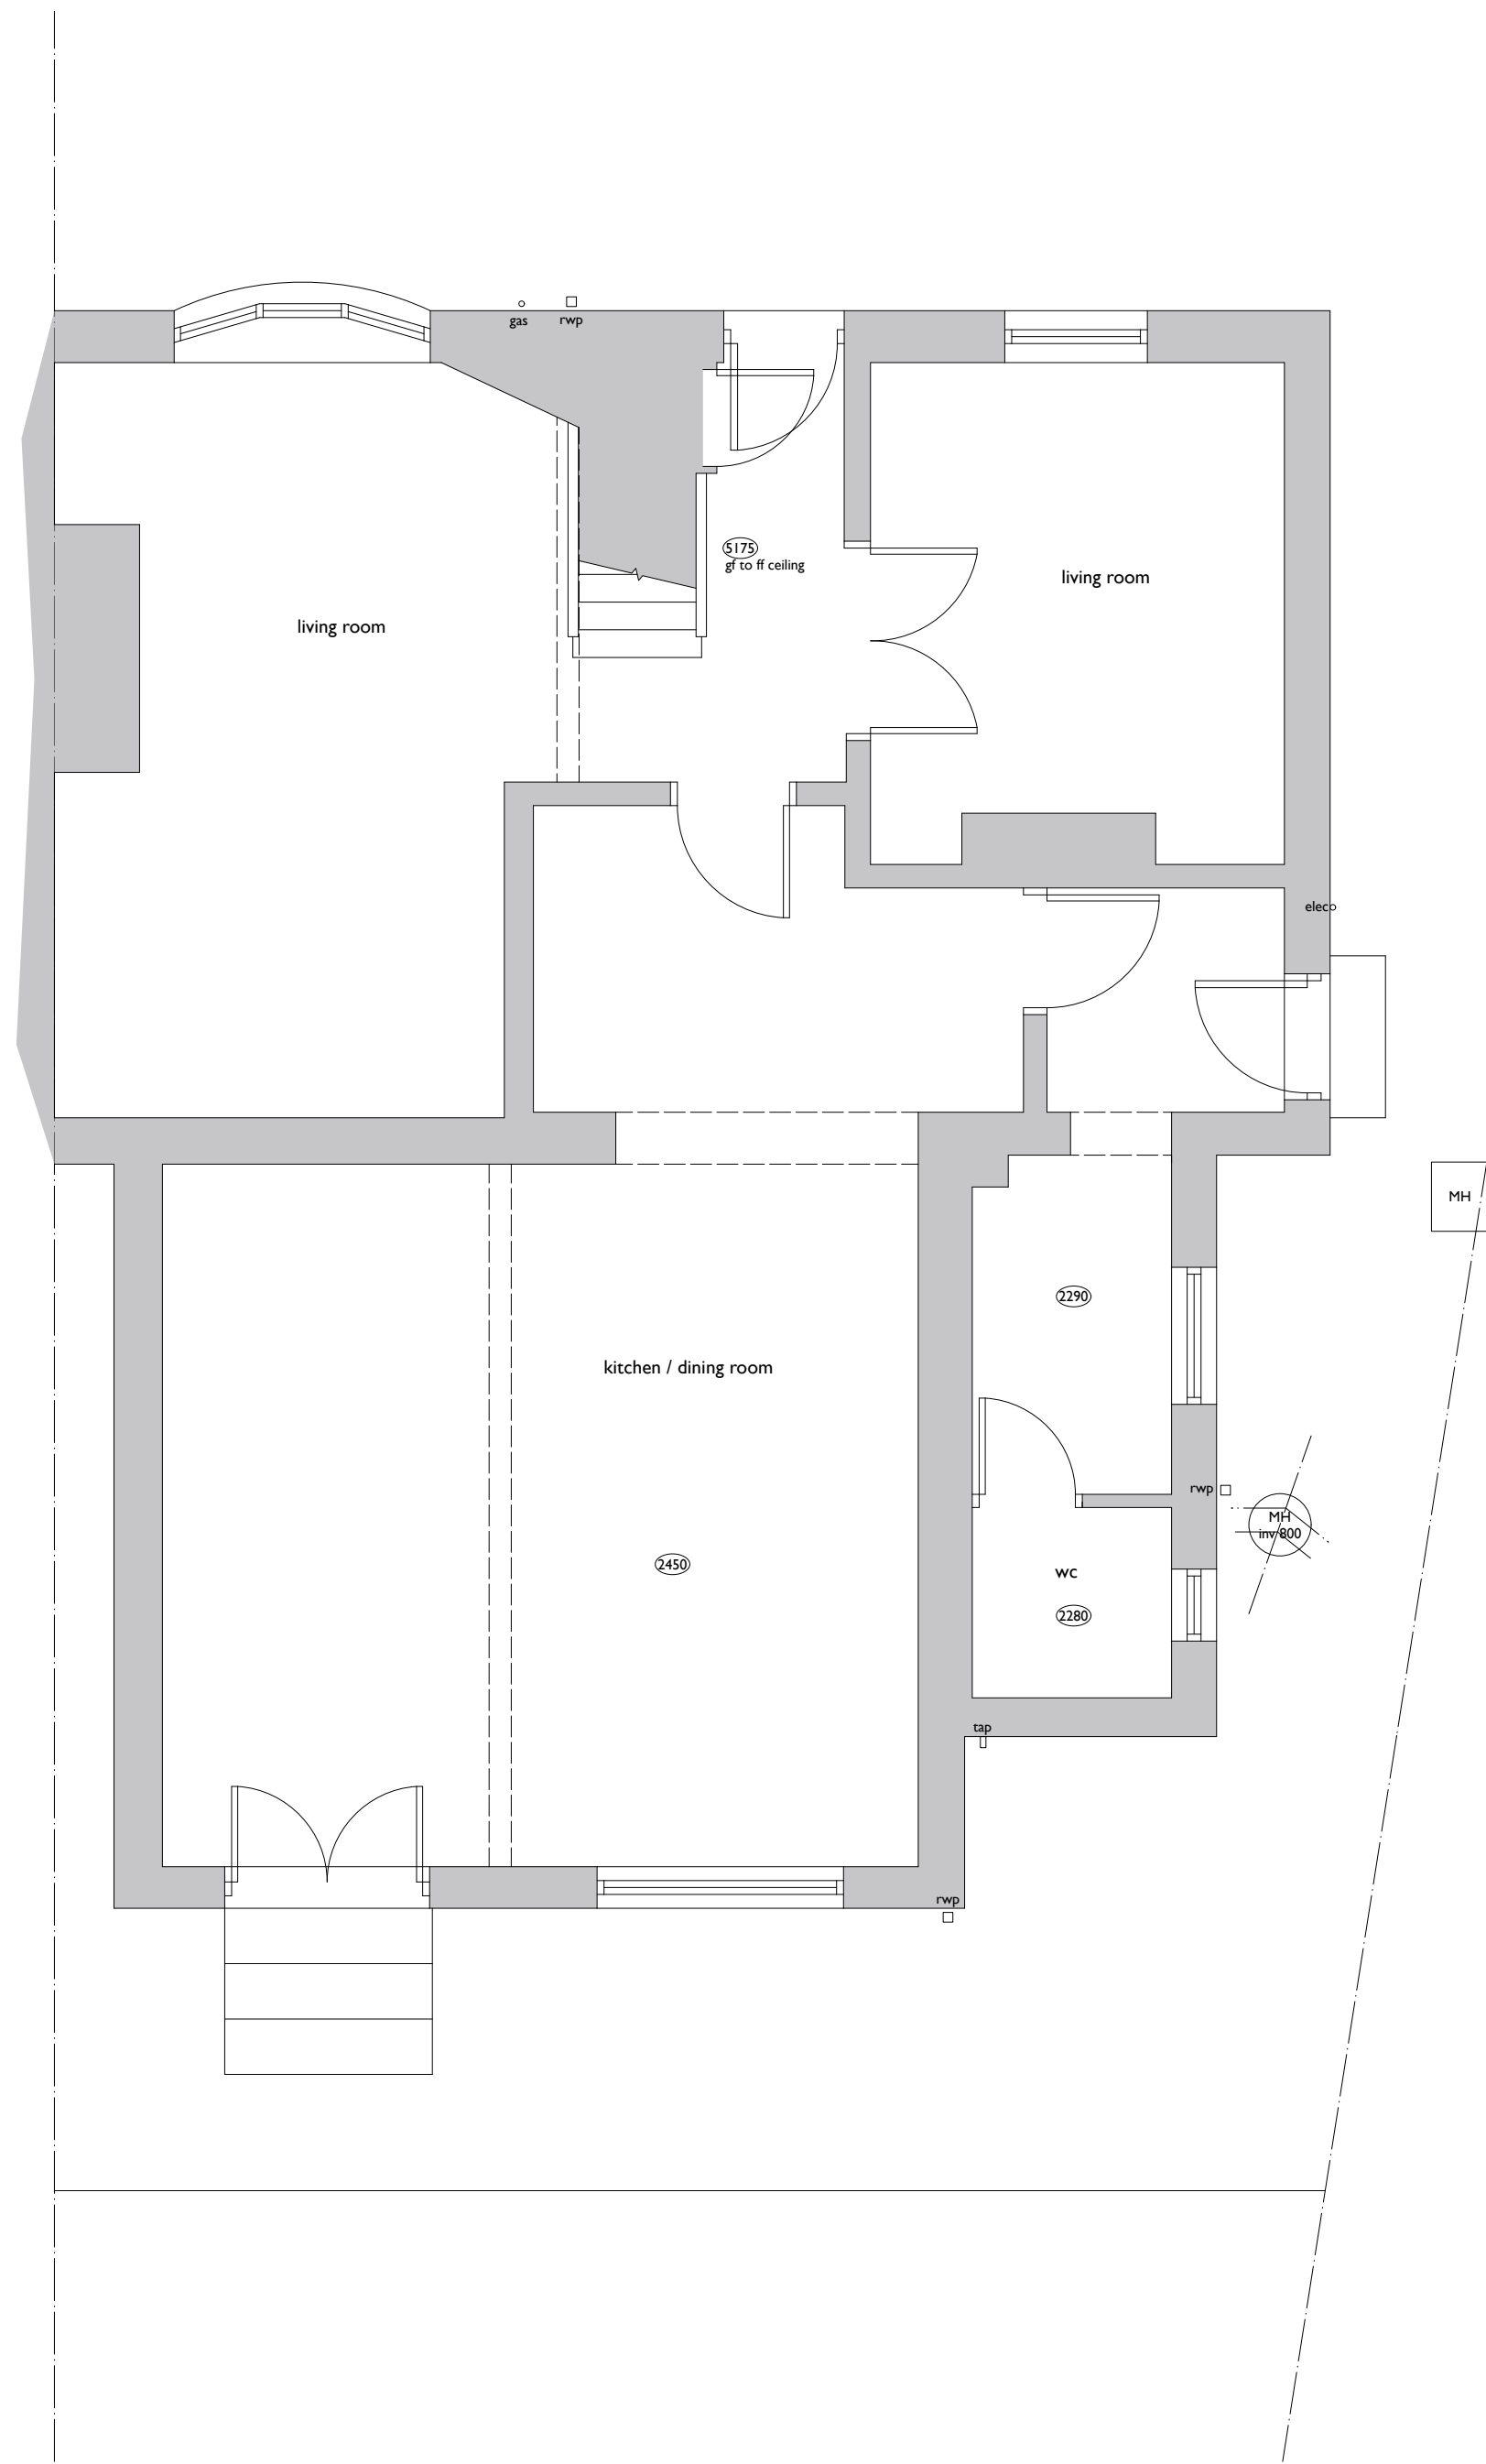 gas
rwp
5175
gf to ff ceiling
living room
living room
elec
MH
2290
kitchen / dining room
rwp
MH
inv 800
2450
wc
2280
tap
rwp